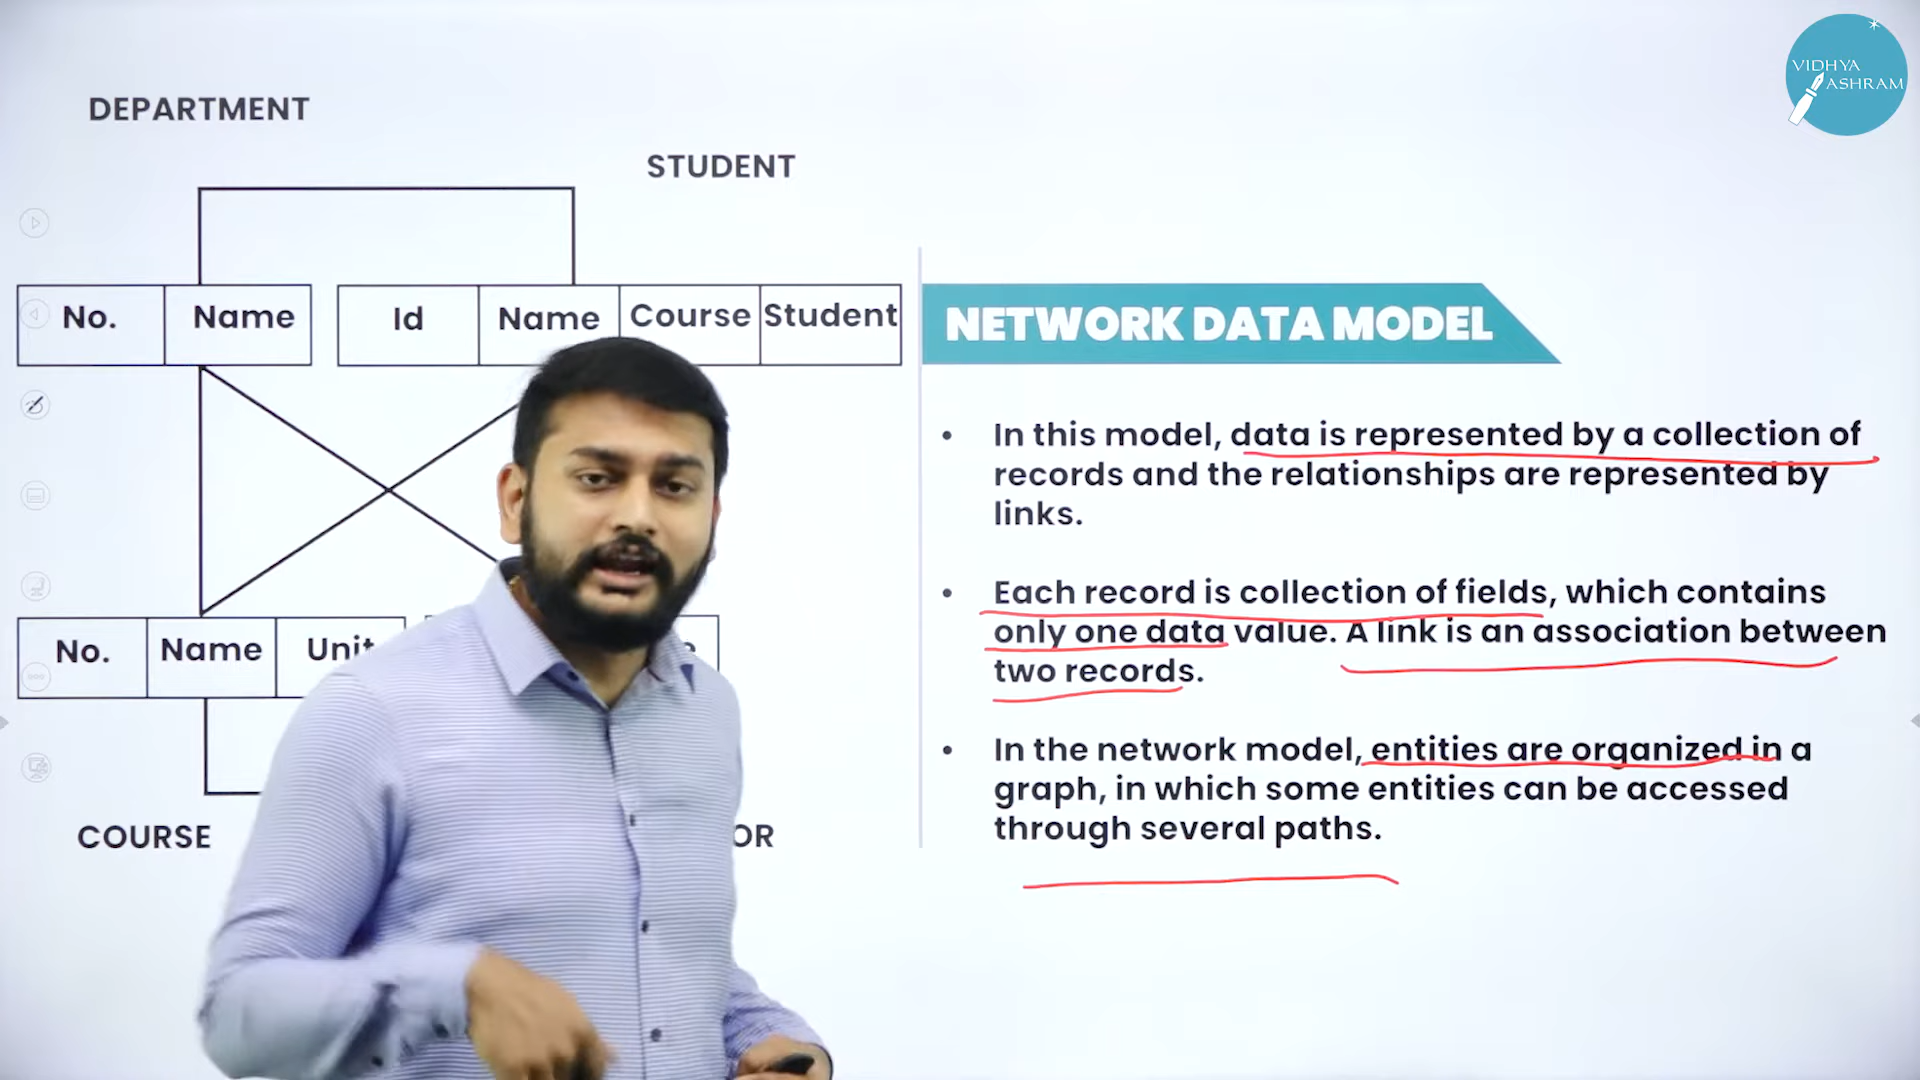 VIDHYA
ASHRAM
DEPARTMENT
STUDENT
No. Name Id Name Course Student
NETWORK DATA MODEL
• In this model, data is represented by a collection of
records and the relationships are represented by
links.
• Each record is collection of fields, which contains
only one data value. A link is an association between
two records.
• In the network model, entities are organized in a
graph, in which some entities can be accessed
through several paths.
No. Name Unit
COURSE